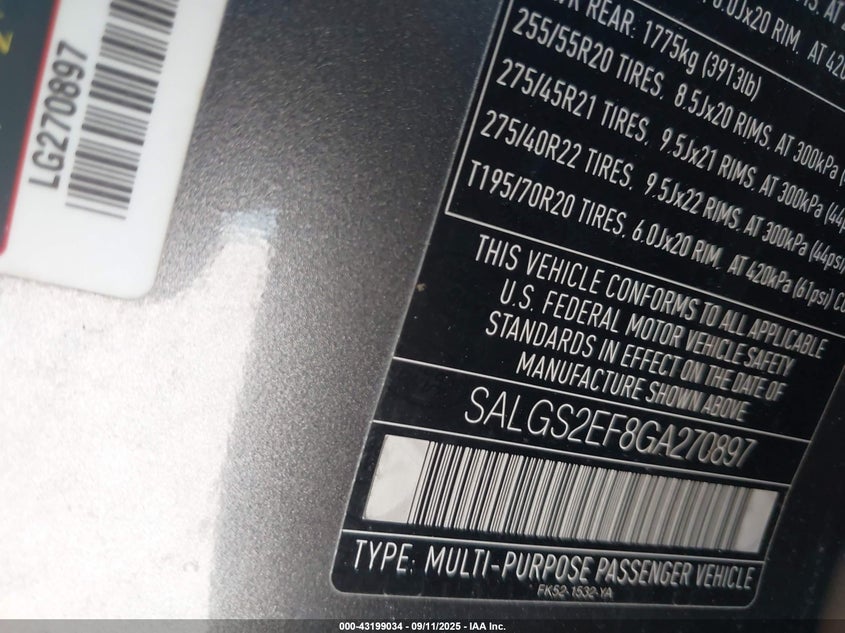 LG270897
REAR: 1775kg (3913lb)
255/55R20 TIRES, 8.5Jx20 RIMS, AT 300kPa
275/45R21 TIRES, 9.5Jx21 RIMS, AT 300kPa (44psi
275/40R22 TIRES, 9.5Jx22 RIMS, AT 300kPa (44psi
T195/70R20 TIRES, 6.0Jx20 RIM, AT 420kPa (61psi)
THIS VEHICLE CONFORMS TO ALL APPLICABLE
U.S. FEDERAL MOTOR VEHICLE SAFETY
STANDARDS IN EFFECT ON THE DATE OF
MANUFACTURE SHOWN ABOVE
SALGS2EF8GA270897
TYPE: MULTI-PURPOSE PASSENGER VEHICLE
FK52-1532-YA
000-43199034 - 09/11/2025 - IAA Inc.